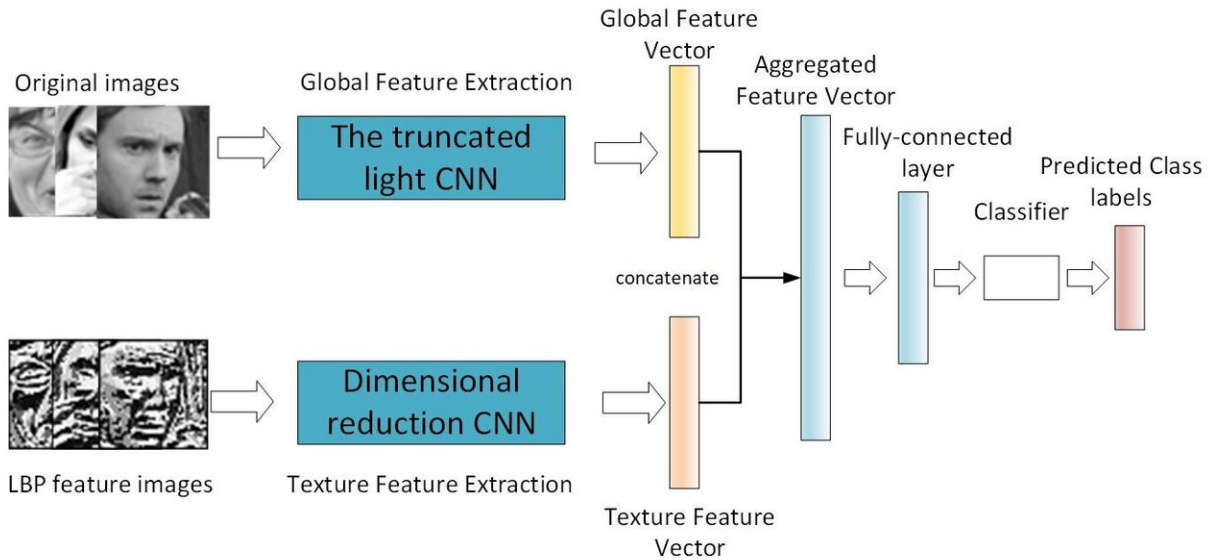 Original images
Global Feature Extraction
The truncated
light CNN
Global Feature
Vector
Aggregated
Feature Vector
Fully-connected
layer
Classifier
Predicted Class
labels
concatenate
Dimensional
reduction CNN
LBP feature images
Texture Feature Extraction
Texture Feature
Vector